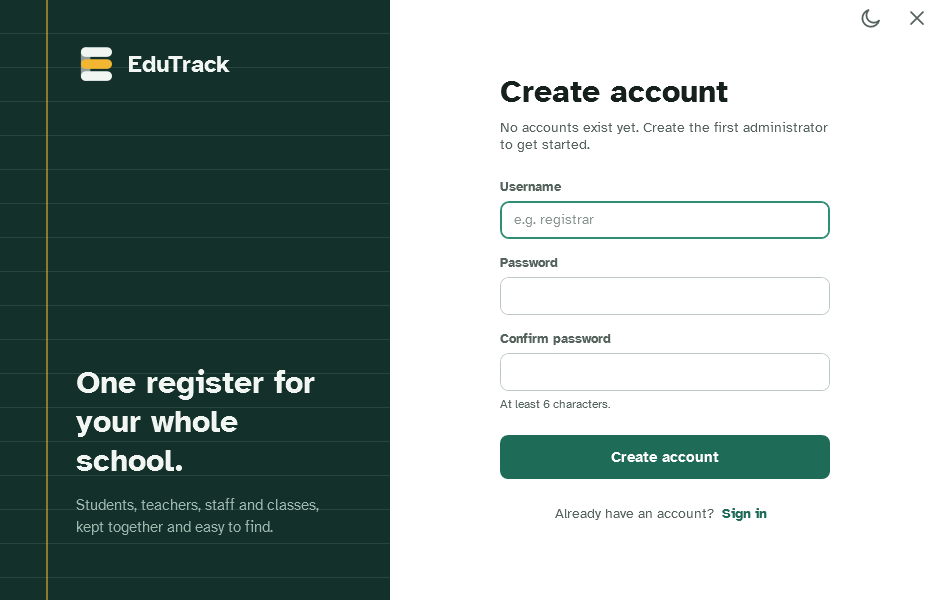 EduTrack
One register for
your whole
school.
Students, teachers, staff and classes,
kept together and easy to find.
Create account
No accounts exist yet. Create the first administrator
to get started.
Username
e.g. registrar
Password
Confirm password
At least 6 characters.
Create account
Already have an account? Sign in